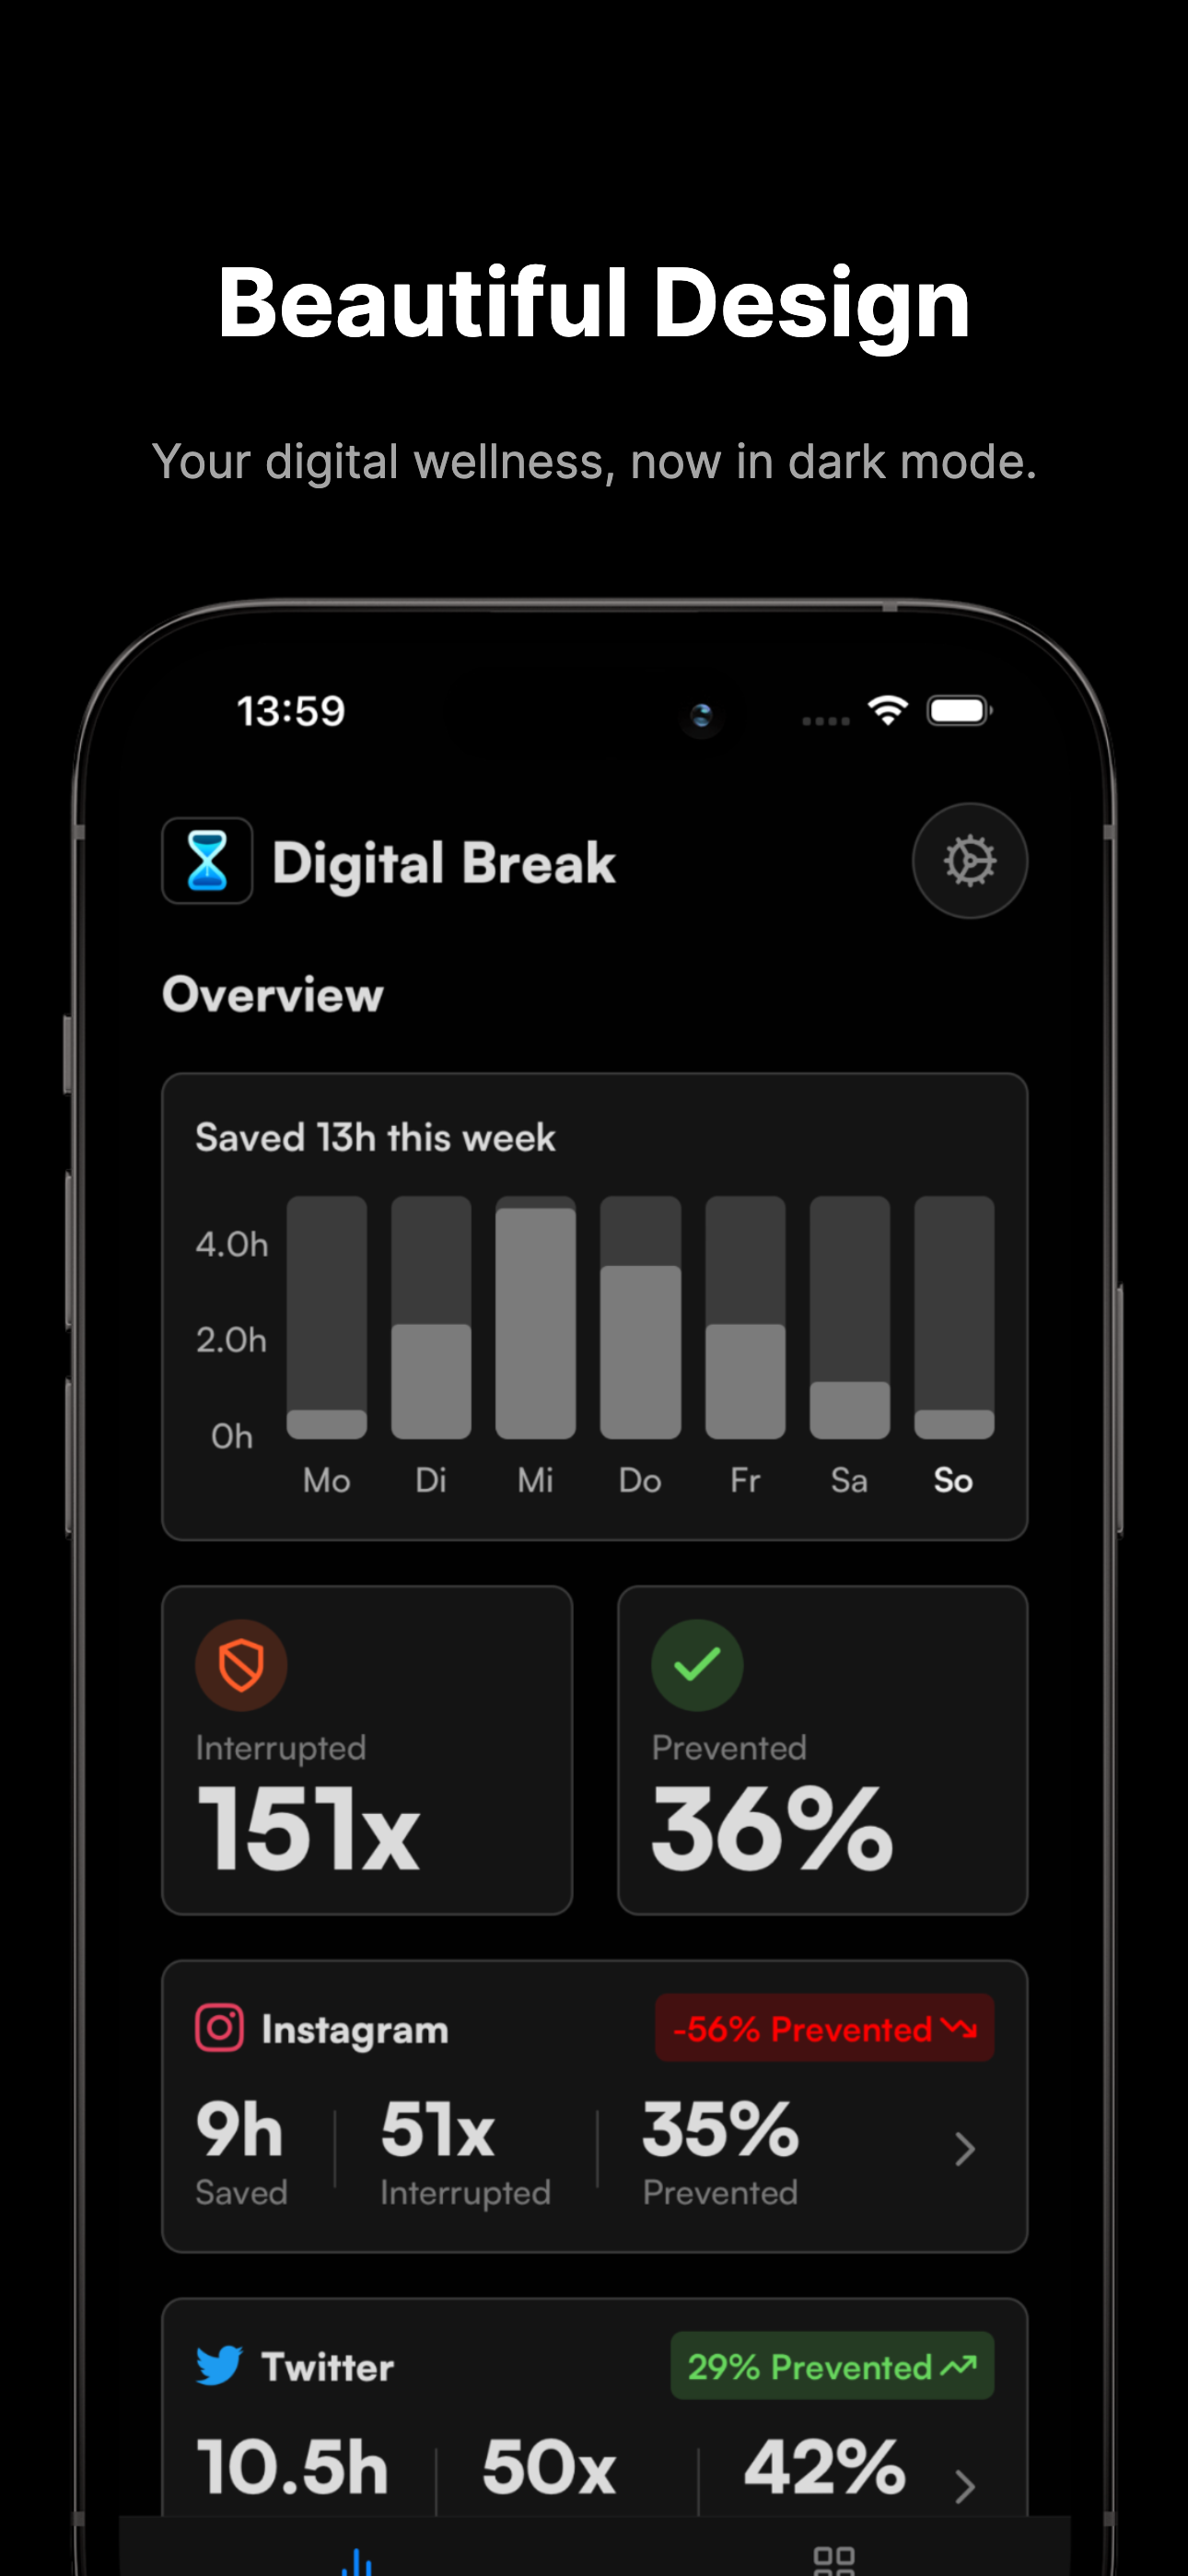 Beautiful Design
Your digital wellness, now in dark mode.
13:59
Digital Break
Overview
Saved 13h this week
4.0h
2.0h
0h
Mo Di Mi Do Fr Sa So
Interrupted
151x
Prevented
36%
Instagram
-56% Prevented
9h 51x 35%
Saved Interrupted Prevented
Twitter
29% Prevented
10.5h 50x 42%